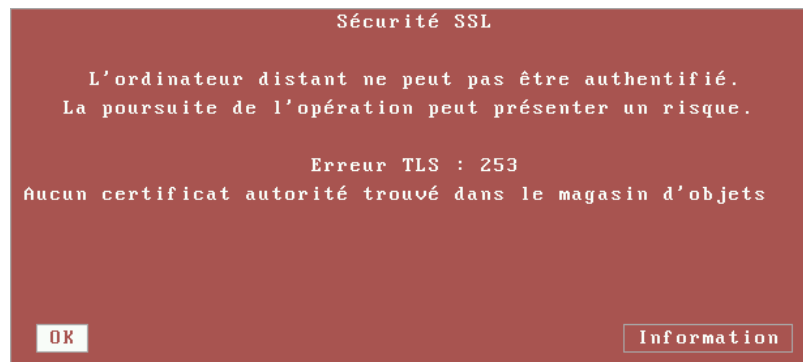 Sécurité SSL
L'ordinateur distant ne peut pas être authentifié.
La poursuite de l'opération peut présenter un risque.
Erreur TLS : 253
Aucun certificat autorité trouvé dans le magasin d'objets
OK
Information